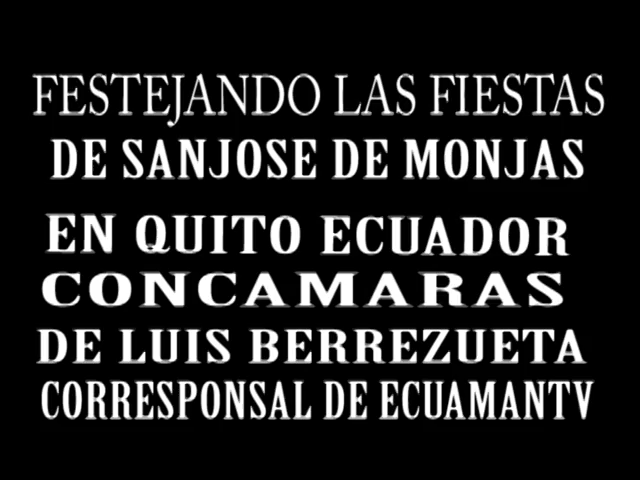 FESTEJANDO LAS FIESTAS
DE SANJOSE DE MONJAS
EN QUITO ECUADOR
CONCAMARAS
DE LUIS BERREZUETA
CORRESPONSAL DE ECUAMANTV